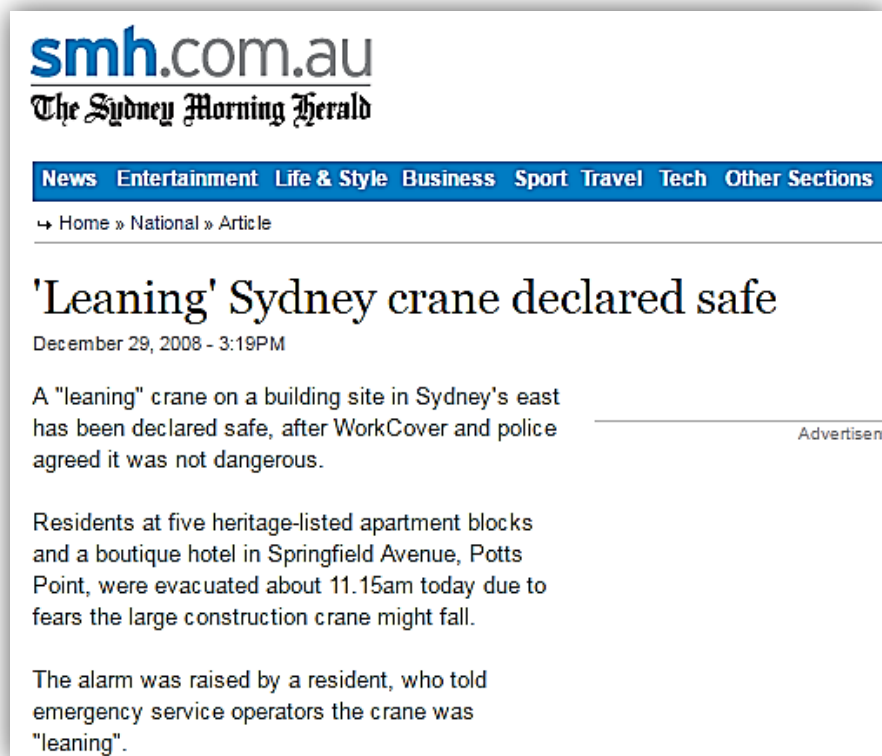 smh.com.au
The Sydney Morning Herald
News Entertainment Life & Style Business Sport Travel Tech Other Sections
↪ Home » National » Article
'Leaning' Sydney crane declared safe
December 29, 2008 - 3:19PM
A "leaning" crane on a building site in Sydney's east
has been declared safe, after WorkCover and police
agreed it was not dangerous.
Advertisen
Residents at five heritage-listed apartment blocks
and a boutique hotel in Springfield Avenue, Potts
Point, were evacuated about 11.15am today due to
fears the large construction crane might fall.
The alarm was raised by a resident, who told
emergency service operators the crane was
"leaning".